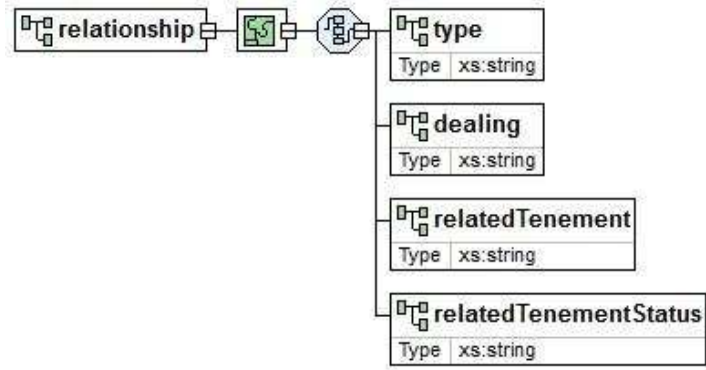 relationship
type
Type xs:string
dealing
Type xs:string
relatedTenement
Type xs:string
relatedTenementStatus
Type xs:string